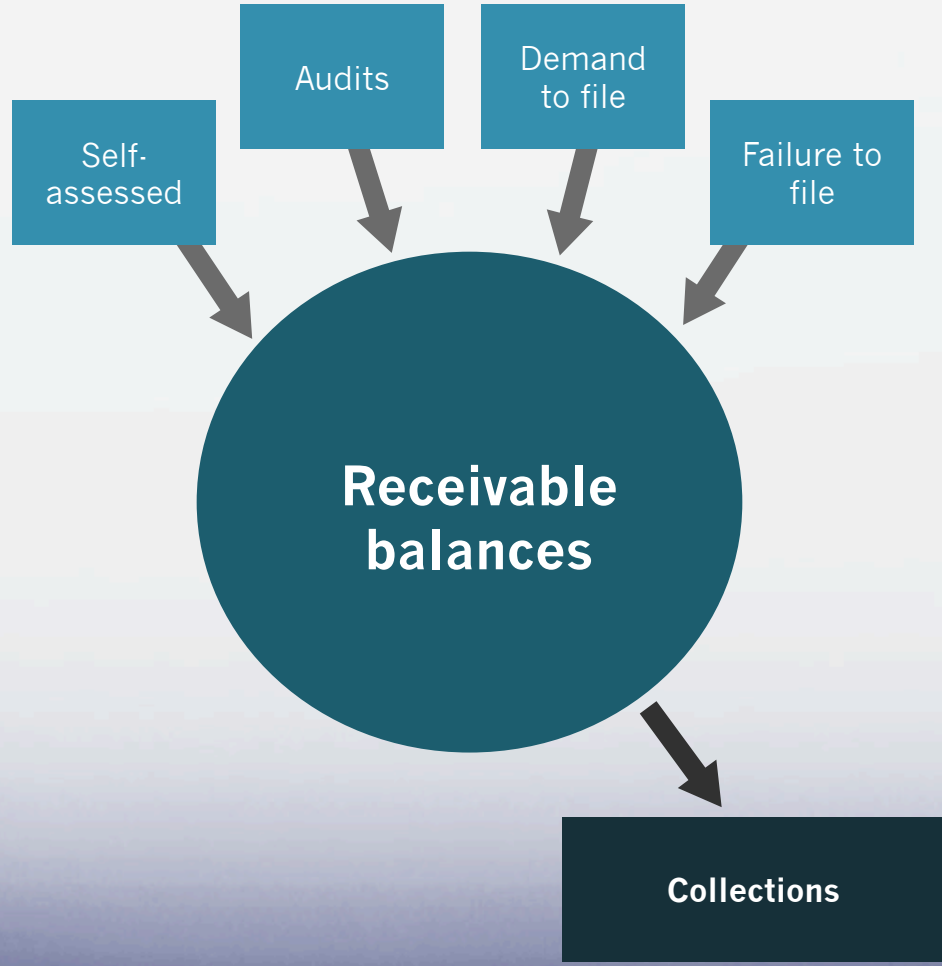 Self-
assessed
Audits
Demand
to file
Failure to
file
Receivable
balances
Collections